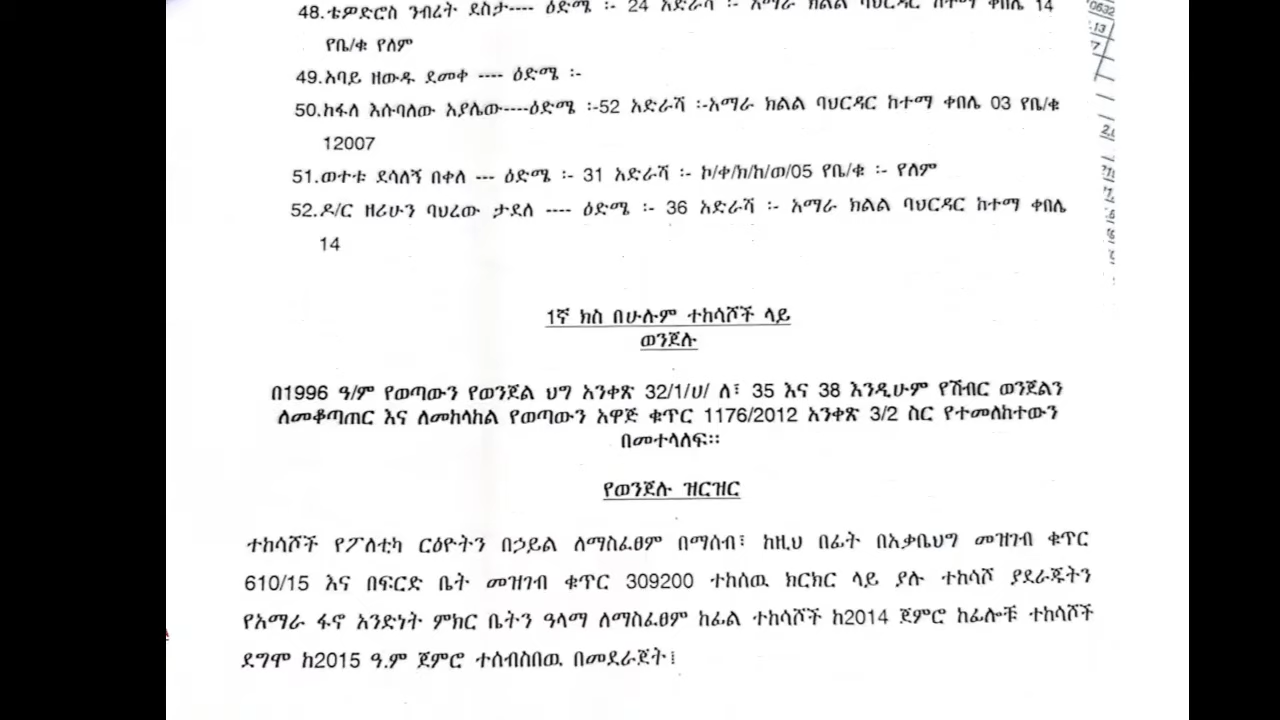 48.ቴዎድሮስ ንብረት ደስታ---- ዕድሜ ፡- 24 አድራሻ ፡- አማራ ክልል ባህርዳር ከተማ ቀበሌ 14
የቤ/ቁ የለም
49.አባይ ዘውዱ ደመቀ ---- ዕድሜ ፡-
50.ከፋለ እሱባለው አያሌው----ዕድሜ ፡-52 አድራሻ ፡-አማራ ክልል ባህርዳር ከተማ ቀበሌ 03 የቤ/ቁ
12007
51.ወተቱ ደሳለኝ በቀለ --- ዕድሜ ፡- 31 አድራሻ ፡- ኮ/ቀ/ክ/ከ/ወ/05 የቤ/ቁ ፡- የለም
52.ዶ/ር ዘሪሁን ባህረው ታደለ ---- ዕድሜ ፡- 36 አድራሻ ፡- አማራ ክልል ባህርዳር ከተማ ቀበሌ
14
1ኛ ክስ በሁሉም ተከሳሾች ላይ
ወንጀሉ
በ1996 ዓ/ም የወጣውን የወንጀል ህግ አንቀጽ 32/1/ሀ/ ለ፣ 35 እና 38 እንዲሁም የሽብር ወንጀልን
ለመቆጣጠር እና ለመከላከል የወጣውን አዋጅ ቁጥር 1176/2012 አንቀጽ 3/2 ስር የተመለከተውን
በመተላለፍ፡፡
የወንጀሉ ዝርዝር
ተከሳሾች የፖለቲካ ርዕዮትን በኃይል ለማስፈፀም በማሰብ፣ ከዚህ በፊት በአቃቤህግ መዝገብ ቁጥር
610/15 እና በፍርድ ቤት መዝገብ ቁጥር 309200 ተከሰዉ ክርክር ላይ ያሉ ተከሳሾ ያደራጁትን
የአማራ ፋኖ አንድነት ምክር ቤትን ዓላማ ለማስፈፀም ከፊል ተከሳሾች ከ2014 ጀምሮ ከፊሎቹ ተከሳሾች
ደግሞ ከ2015 ዓ.ም ጀምሮ ተሰብስበዉ በመደራጀት፤